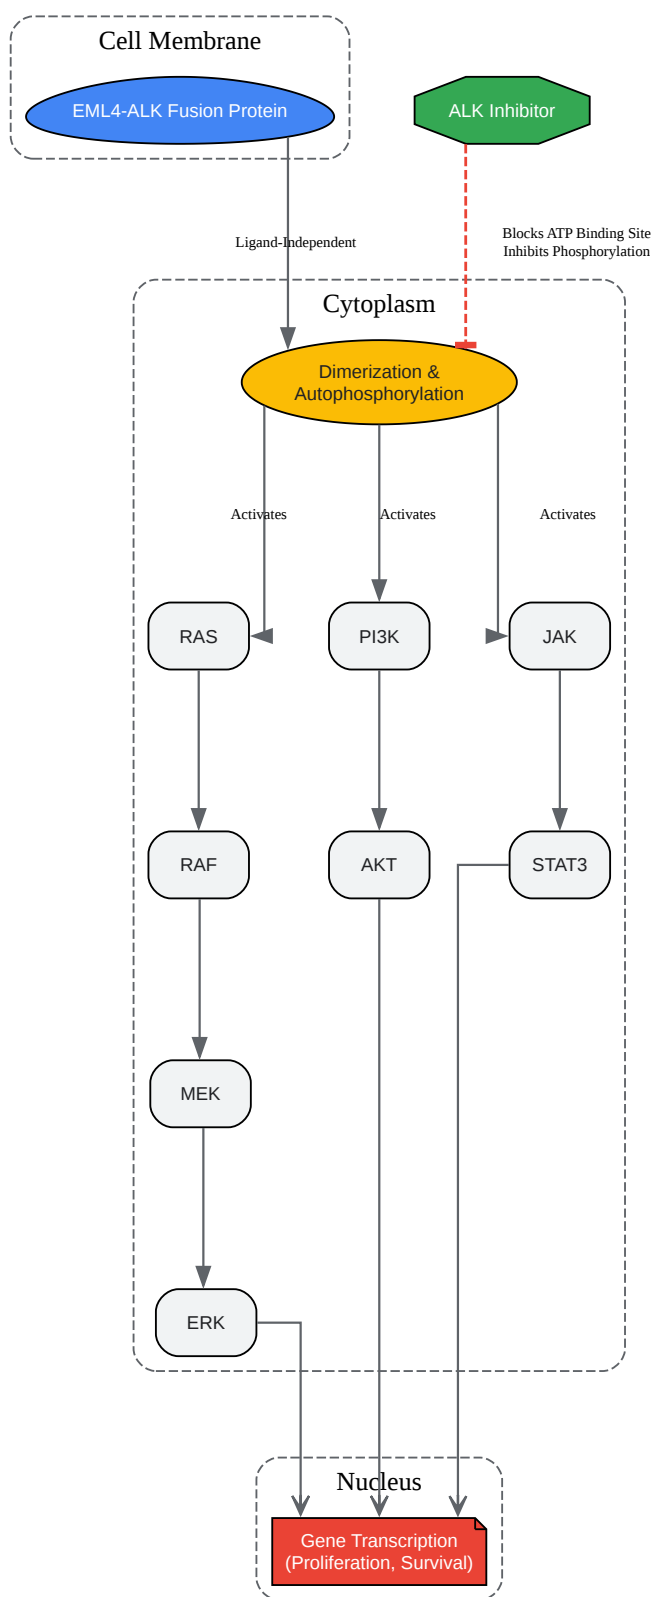 Cell Membrane
EML4-ALK Fusion Protein
ALK Inhibitor
Ligand-Independent
Blocks ATP Binding Site
Inhibits Phosphorylation
Cytoplasm
Dimerization &
Autophosphorylation
Activates
Activates
Activates
RAS
PI3K
JAK
RAF
AKT
STAT3
MEK
ERK
Nucleus
Gene Transcription
(Proliferation, Survival)